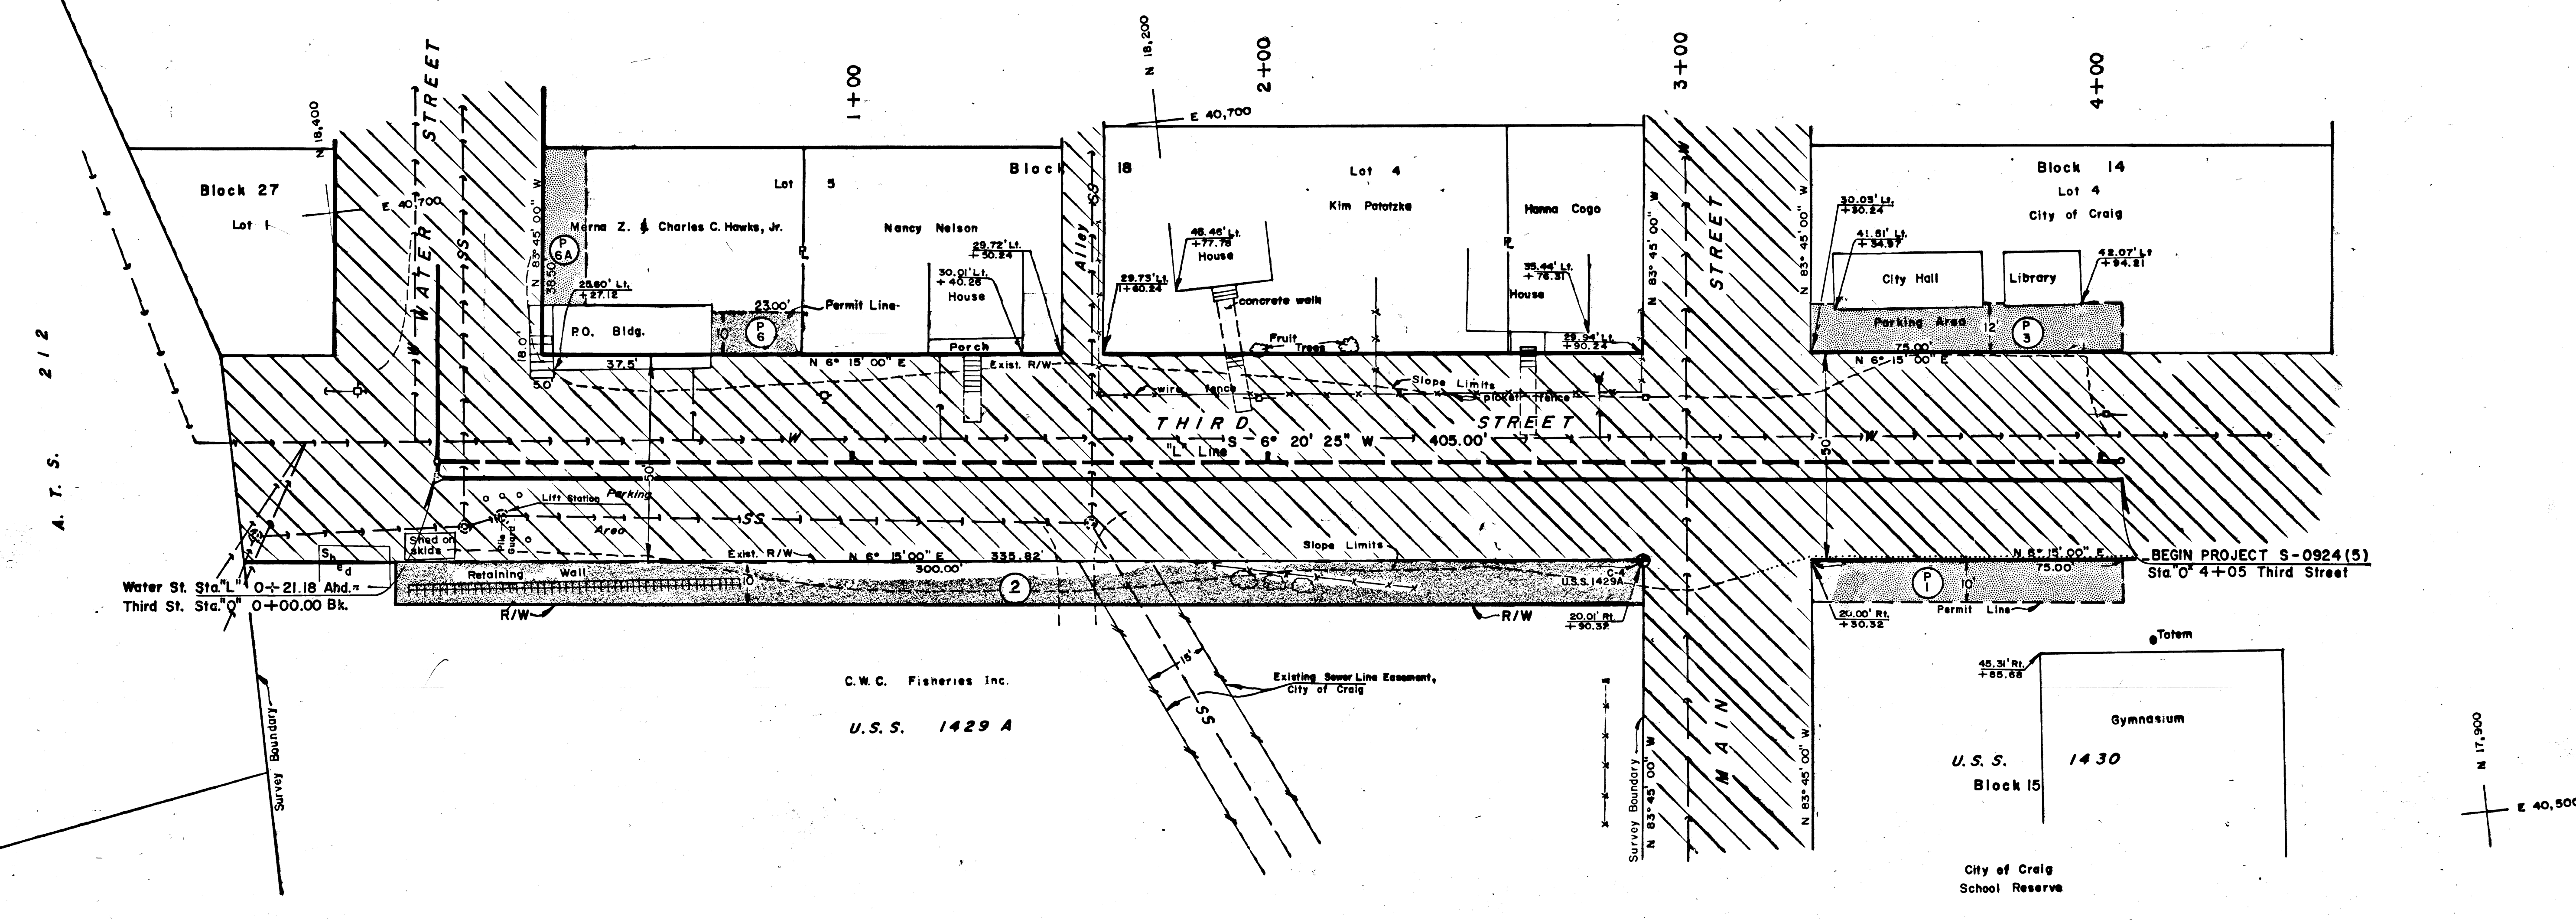 WATER STREET
1+00
N 18,200
2+00
3+00
4+00
N 18,400
E 40,700
E 40,700
Block 27
Lot 1
W
SS
N 83° 45' 00" W
38.50'
P 6A
Lot 5
Merna Z. & Charles C. Hawks, Jr.
PL
Nancy Nelson
Block 18
29.72' Lt.
+50.24
30.01' Lt.
+40.26
House
Porch
25.60' Lt.
+27.12
P.O. Bldg.
18.0'
5.0'
37.5'
23.00'
10'
P 6
Permit Line
N 6° 15' 00" E
Exist. R/W
Alley
29.73' Lt.
1+60.24
46.46' Lt.
+77.78
House
concrete walk
Fruit Trees
Lot 4
Kim Patotzke
PL
Hanna Cogo
35.44' Lt.
+76.31
House
29.94' Lt.
+90.24
N 83° 45' 00" W
W
STREET
N 83° 45' 00" W
Block 14
Lot 4
City of Craig
30.03' Lt.
+30.24
41.51' Lt.
+34.97
City Hall
Library
42.07' Lt
+94.21
Parking Area
12'
P 3
75.00'
N 6° 15' 00" E
A. T. S. 212
wire fence
Slope Limits
picket fence
THIRD STREET
W
S 6° 20' 25" W 405.00'
"L" Line
W
50'
50'
Lift Station
Parking Area
Pile Guard
SS
Shed on skids
Shed
Exist. R/W
N 6° 15' 00" E 335.82'
300.00'
Slope Limits
Retaining Wall
10'
2
C-4
U.S.S. 1429A
R/W
R/W
20.01' Rt.
+90.32
Water St. Sta. "L" 0+21.18 Ahd. =
Third St. Sta. "O" 0+00.00 Bk.
N 6° 15' 00" E
75.00'
BEGIN PROJECT S-0924(5)
Sta. "O" 4+05 Third Street
P 1
10'
Permit Line
20.00' Rt.
+30.32
Totem
45.31' Rt.
+85.68
Gymnasium
C.W.C. Fisheries Inc.
U.S.S. 1429 A
15'
SS
Existing Sewer Line Easement,
City of Craig
Survey Boundary
Survey Boundary
N 83° 45' 00" W
MAIN
N 83° 45' 00" W
U.S.S. 1430
Block 15
City of Craig
School Reserve
N 17,900
E 40,500